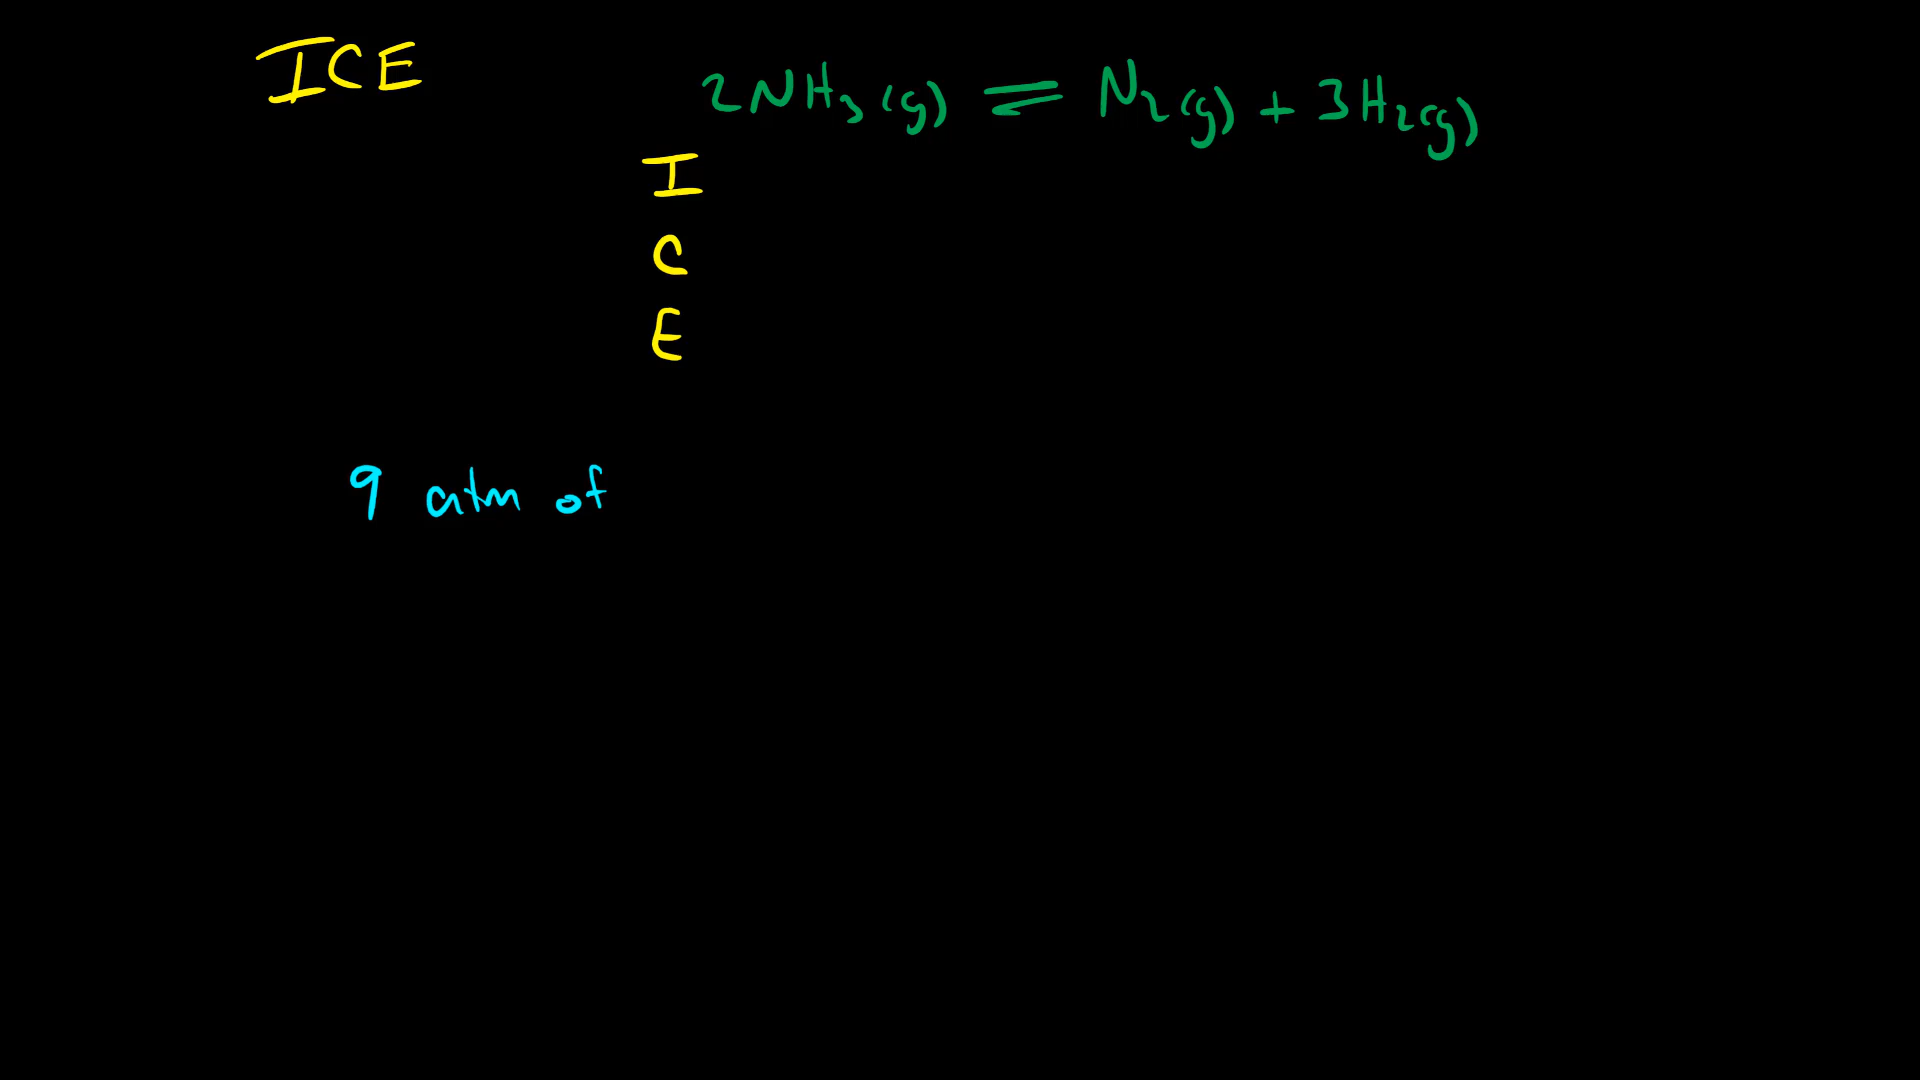 ICE
2NH₃(g) ⇌ N₂(g) + 3H₂(g)
I
C
E
9 atm of